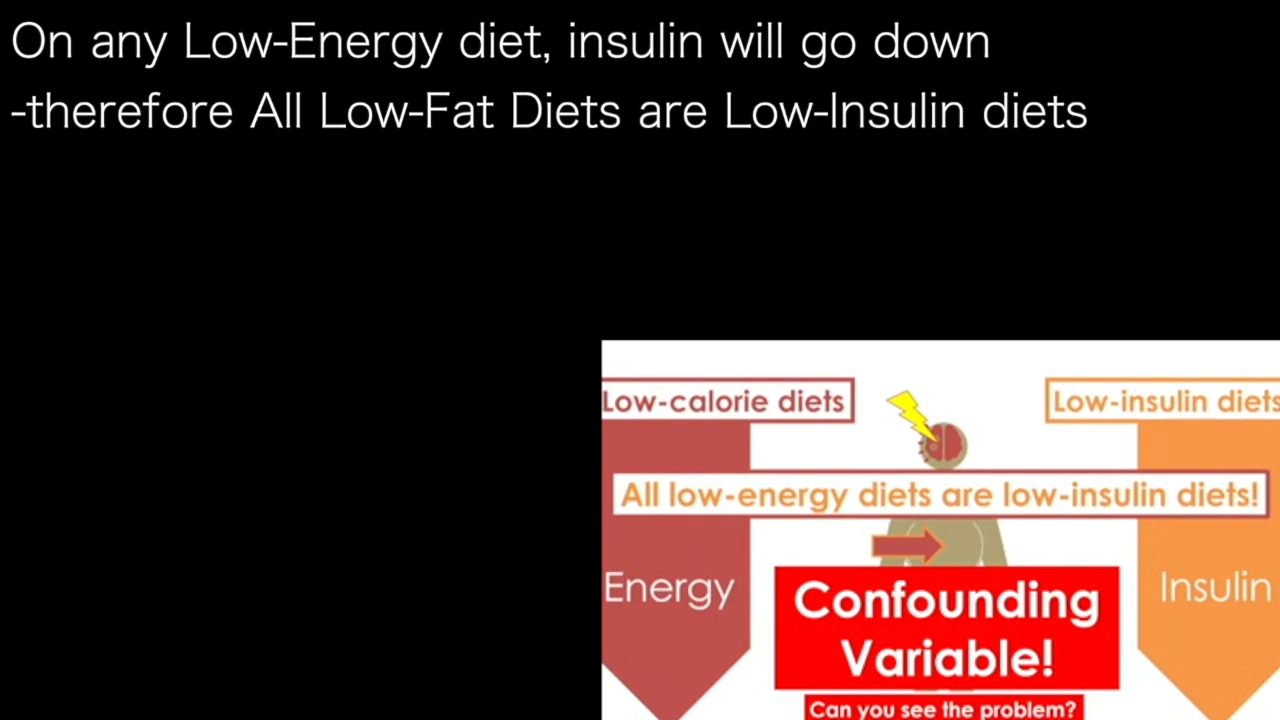 On any Low-Energy diet, insulin will go down
-therefore All Low-Fat Diets are Low-Insulin diets
Low-calorie diets
Low-insulin diets
All low-energy diets are low-insulin diets!
Energy
Insulin
Confounding
Variable!
Can you see the problem?